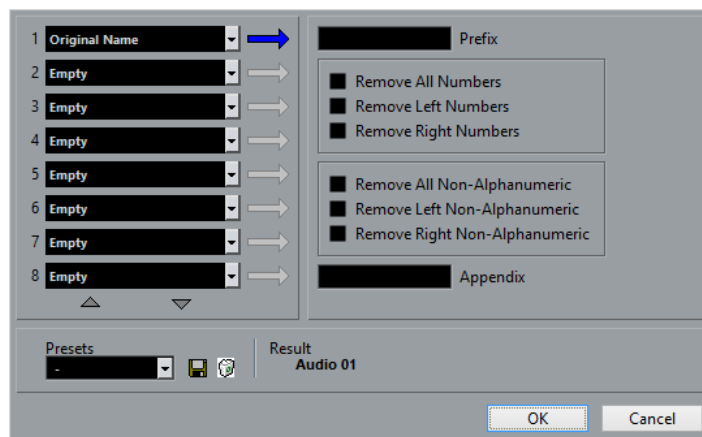 1 Original Name
2 Empty
3 Empty
4 Empty
5 Empty
6 Empty
7 Empty
8 Empty
Prefix
Remove All Numbers
Remove Left Numbers
Remove Right Numbers
Remove All Non-Alphanumeric
Remove Left Non-Alphanumeric
Remove Right Non-Alphanumeric
Appendix
Presets
-
Result
Audio 01
OK
Cancel